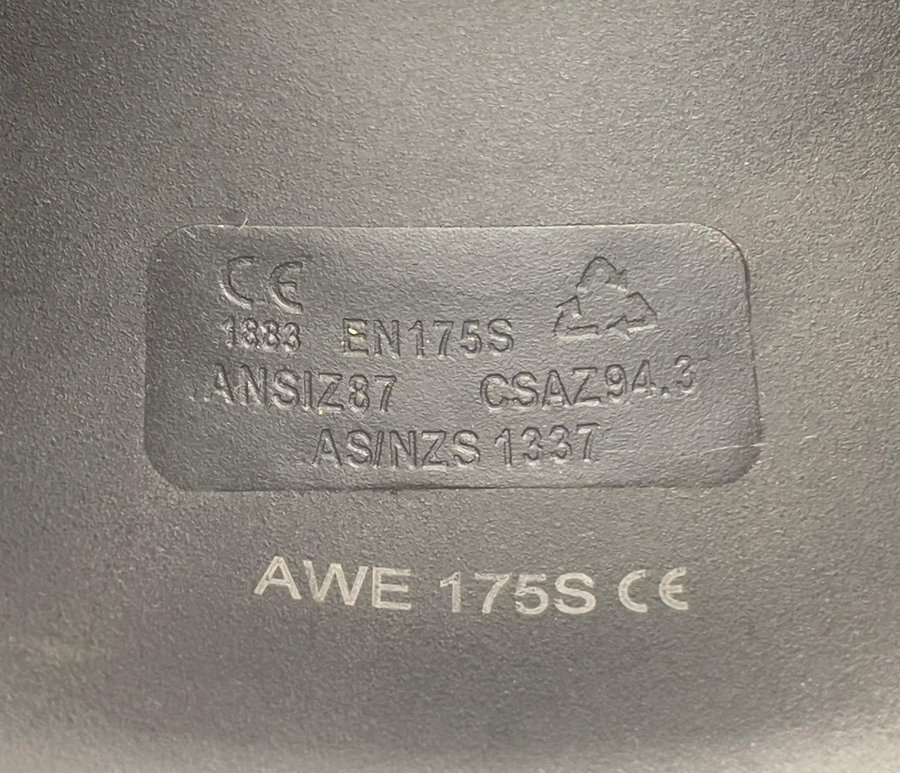 CE
1883 EN175S
ANSIZ87 CSAZ94.3
AS/NZS 1337
AWE 175S CE